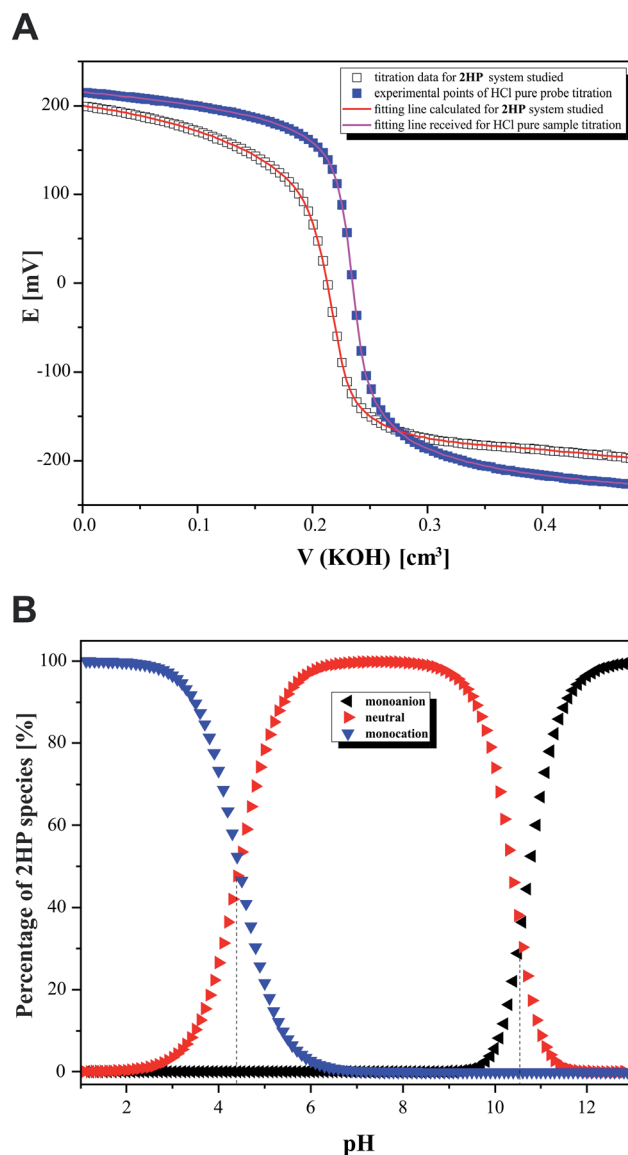 A
titration data for 2HP system studied
experimental points of HCl pure probe titration
fitting line calculated for 2HP system studied
fitting line received for HCl pure sample titration
200
100
0
-100
-200
E [mV]
0.0 0.1 0.2 0.3 0.4
V (KOH) [cm³]
B
100
80
60
40
20
0
Percentage of 2HP species [%]
monoanion
neutral
monocation
2 4 6 8 10 12
pH